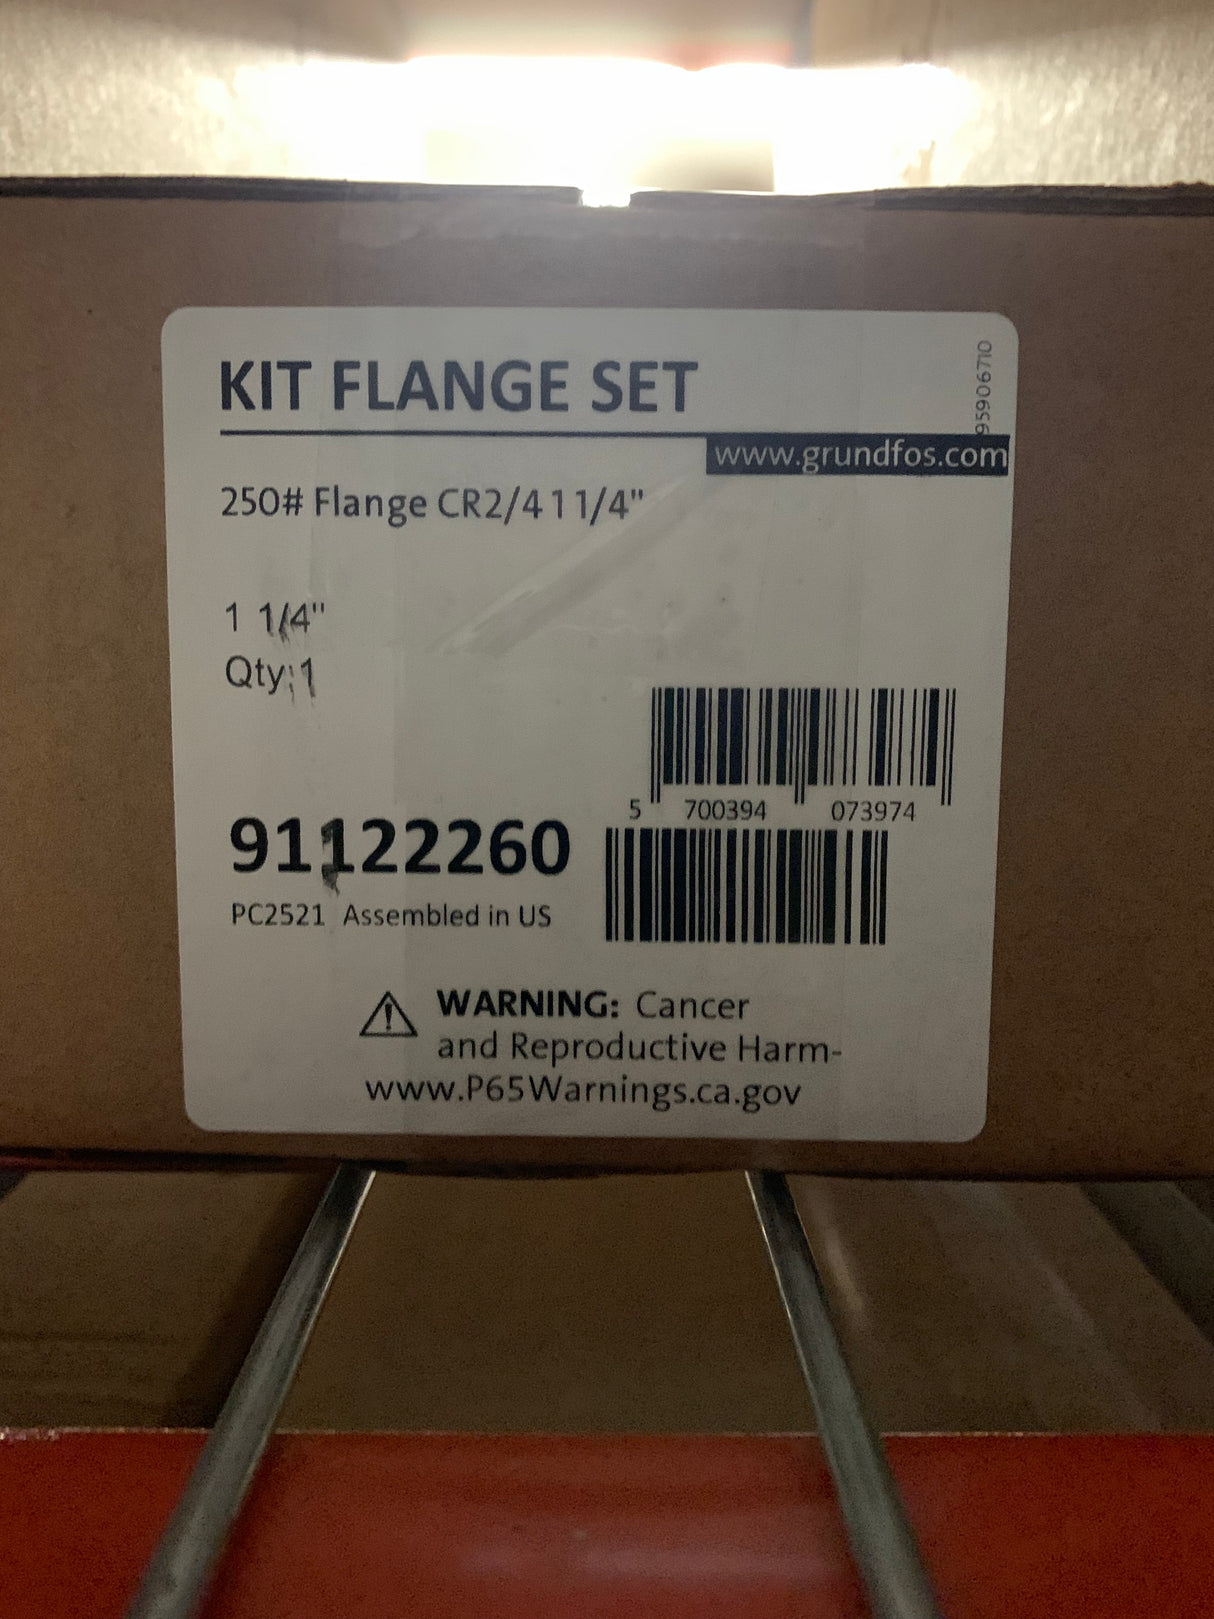 KIT FLANGE SET
95906710
www.grundfos.com
250# Flange CR2/4 1 1/4"
1 1/4"
Qty:1
5 700394 073974
91122260
PC2521 Assembled in US
WARNING: Cancer
and Reproductive Harm-
www.P65Warnings.ca.gov